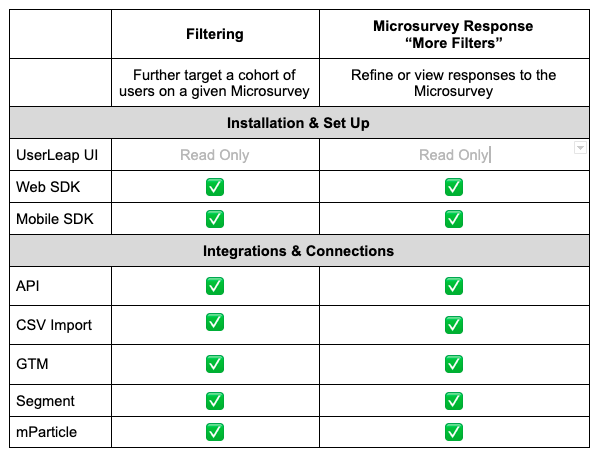 Filtering
Microsurvey Response
“More Filters”
Further target a cohort of
users on a given Microsurvey
Refine or view responses to the
Microsurvey
Installation & Set Up
UserLeap UI
Read Only
Read Only
Web SDK
✅
✅
Mobile SDK
✅
✅
Integrations & Connections
API
✅
✅
CSV Import
✅
✅
GTM
✅
✅
Segment
✅
✅
mParticle
✅
✅